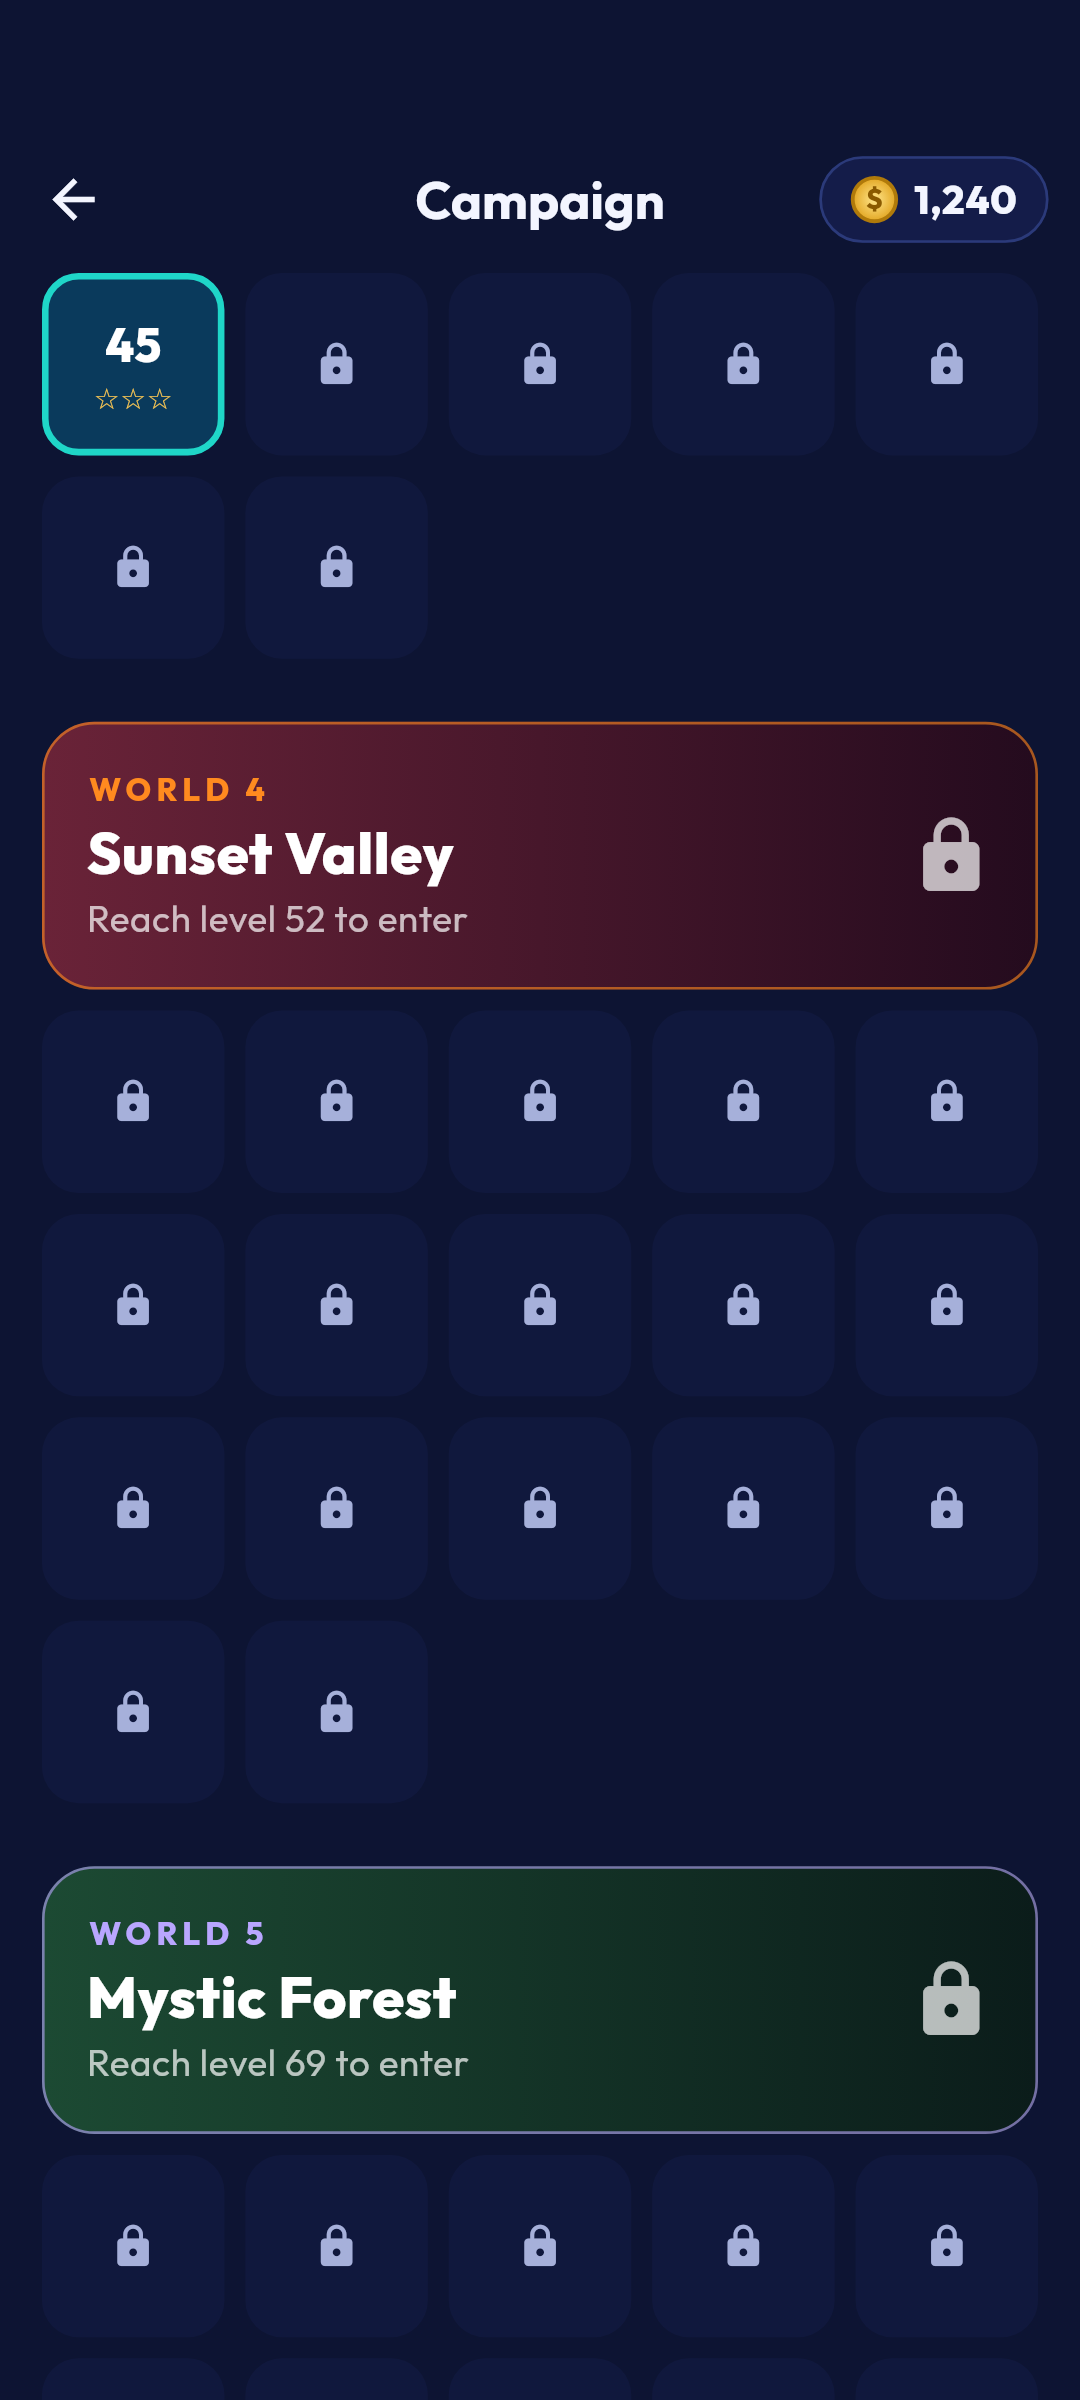 Campaign
$ 1,240
45
☆☆☆
WORLD 4
Sunset Valley
Reach level 52 to enter
WORLD 5
Mystic Forest
Reach level 69 to enter